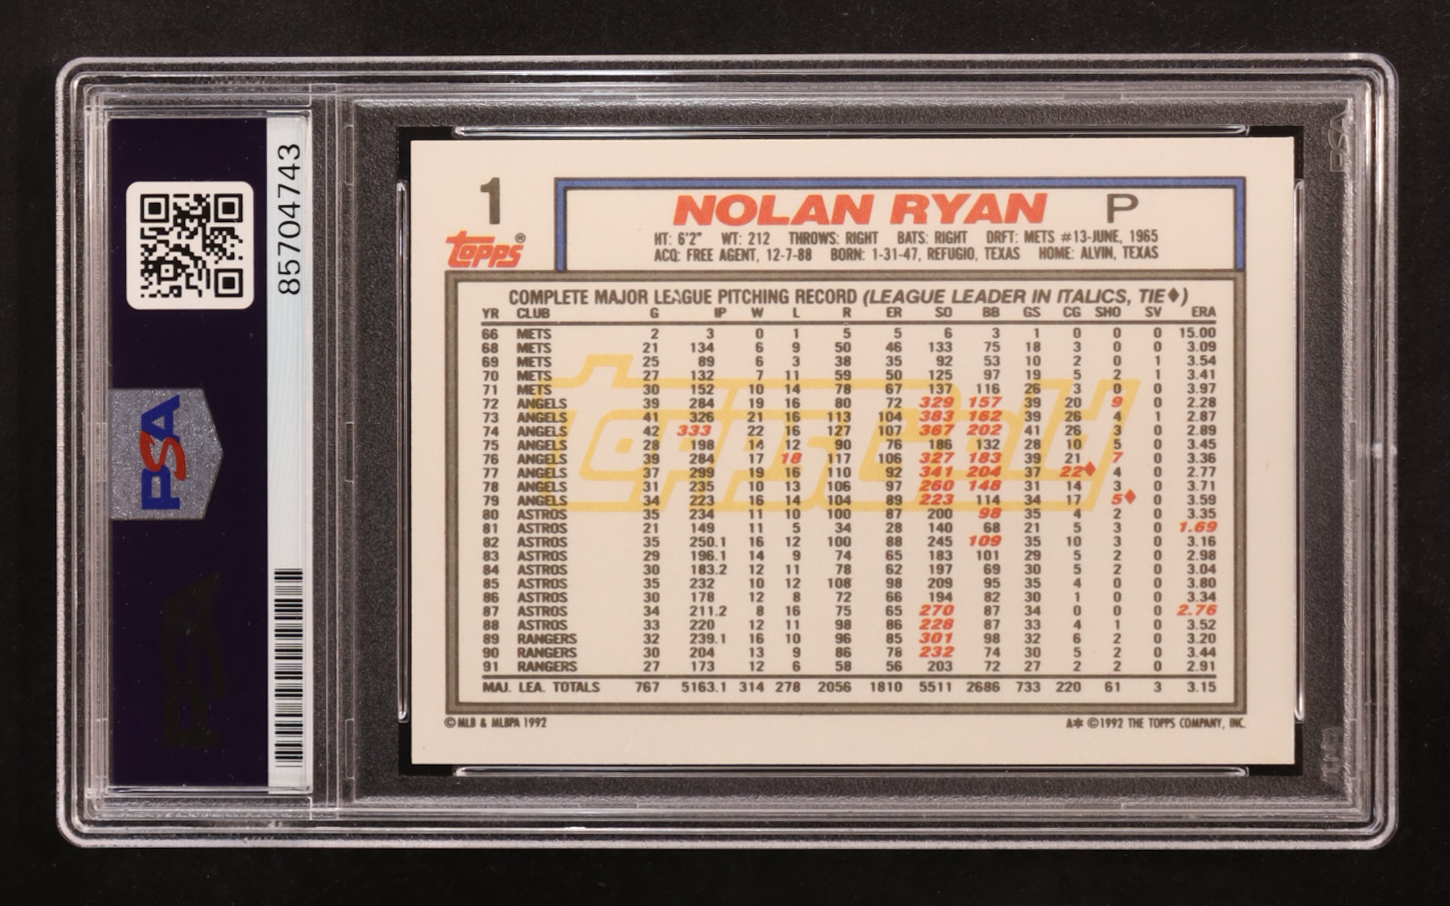 85704743
PSA
1
NOLAN RYAN P
Topps®
HT: 6'2" WT: 212 THROWS: RIGHT BATS: RIGHT DRFT: METS #13-JUNE, 1965
ACQ: FREE AGENT, 12-7-88 BORN: 1-31-47, REFUGIO, TEXAS HOME: ALVIN, TEXAS
COMPLETE MAJOR LEAGUE PITCHING RECORD (LEAGUE LEADER IN ITALICS, TIE♦)
YR CLUB G IP W L R ER SO BB GS CG SHO SV ERA
66 METS 2 3 0 1 5 5 6 3 1 0 0 0 15.00
68 METS 21 134 6 9 50 46 133 75 18 3 0 0 3.09
69 METS 25 89 6 3 38 35 92 53 10 2 0 1 3.54
70 METS 27 132 7 11 59 50 125 97 19 5 2 1 3.41
71 METS 30 152 10 14 78 67 137 116 26 3 0 0 3.97
72 ANGELS 39 284 19 16 80 72 329 157 39 20 9 0 2.28
73 ANGELS 41 326 21 16 113 104 383 162 39 26 4 1 2.87
74 ANGELS 42 333 22 16 127 107 367 202 41 26 3 0 2.89
75 ANGELS 28 198 14 12 90 76 186 132 28 10 5 0 3.45
76 ANGELS 39 284 17 18 117 106 327 183 39 21 7 0 3.36
77 ANGELS 37 299 19 16 110 92 341 204 37 22♦ 4 0 2.77
78 ANGELS 31 235 10 13 106 97 260 148 31 14 3 0 3.71
79 ANGELS 34 223 16 14 104 89 223 114 34 17 5♦ 0 3.59
80 ASTROS 35 234 11 10 100 87 200 98 35 4 2 0 3.35
81 ASTROS 21 149 11 5 34 28 140 68 21 5 3 0 1.69
82 ASTROS 35 250.1 16 12 100 88 245 109 35 10 3 0 3.16
83 ASTROS 29 196.1 14 9 74 65 183 101 29 5 2 0 2.98
84 ASTROS 30 183.2 12 11 78 62 197 69 30 5 2 0 3.04
85 ASTROS 35 232 10 12 108 98 209 95 35 4 0 0 3.80
86 ASTROS 30 178 12 8 72 66 194 82 30 1 0 0 3.34
87 ASTROS 34 211.2 8 16 75 65 270 87 34 0 0 0 2.76
88 ASTROS 33 220 12 11 98 86 228 87 33 4 1 0 3.52
89 RANGERS 32 239.1 16 10 96 85 301 98 32 6 2 0 3.20
90 RANGERS 30 204 13 9 86 78 232 74 30 5 2 0 3.44
91 RANGERS 27 173 12 6 58 56 203 72 27 2 2 0 2.91
MAJ. LEA. TOTALS 767 5163.1 314 278 2056 1810 5511 2686 733 220 61 3 3.15
ToppsGold
©MLB & MLBPA 1992
A* ©1992 THE TOPPS COMPANY, INC.
PSA
PSA